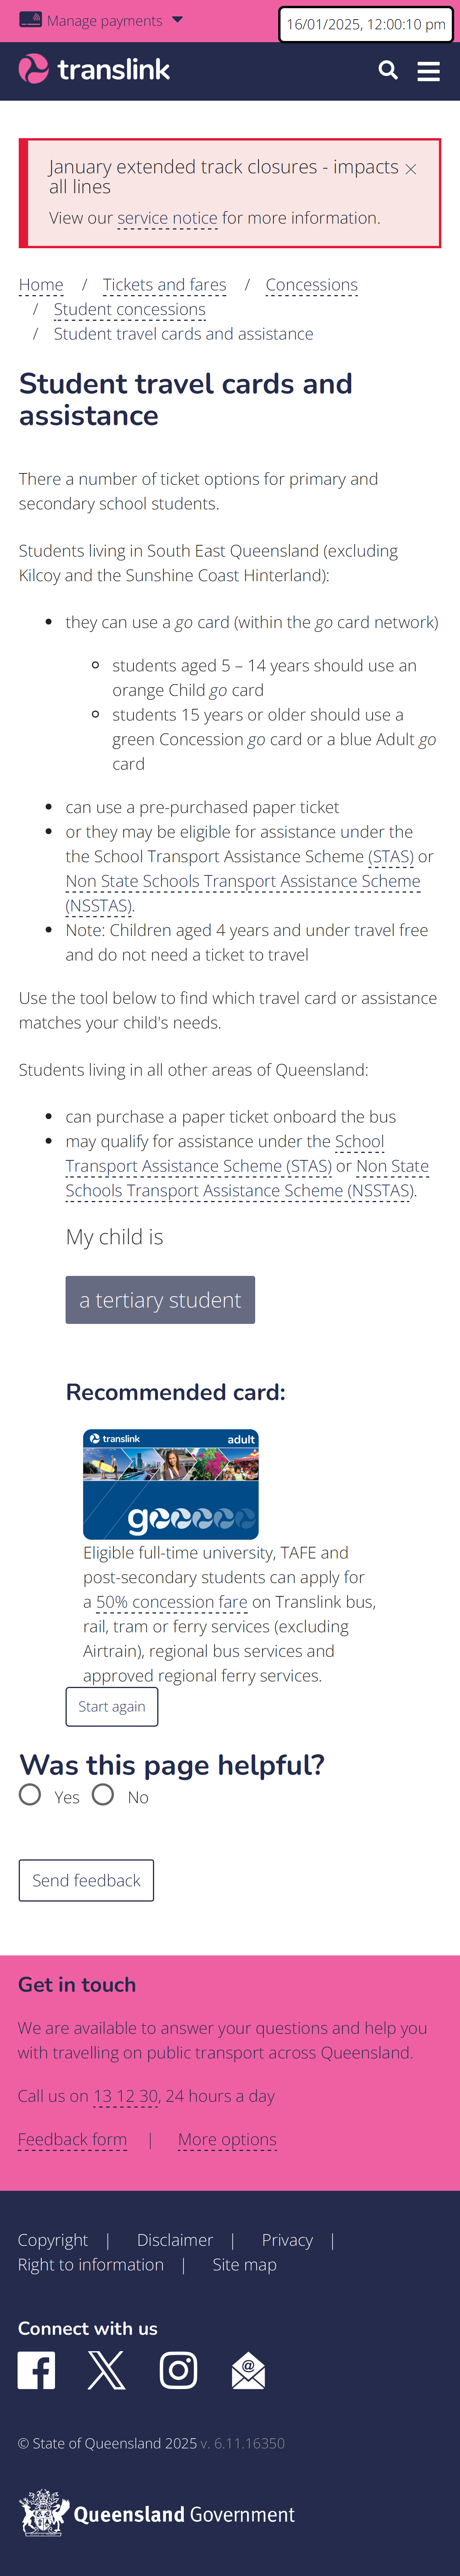 Manage payments
16/01/2025, 12:00:10 pm
translink
January extended track closures - impacts
all lines
View our service notice for more information.
Home / Tickets and fares / Concessions
/ Student concessions
/ Student travel cards and assistance
Student travel cards and
assistance
There a number of ticket options for primary and
secondary school students.
Students living in South East Queensland (excluding
Kilcoy and the Sunshine Coast Hinterland):
they can use a go card (within the go card network)
students aged 5 – 14 years should use an
orange Child go card
students 15 years or older should use a
green Concession go card or a blue Adult go
card
can use a pre-purchased paper ticket
or they may be eligible for assistance under the
the School Transport Assistance Scheme (STAS) or
Non State Schools Transport Assistance Scheme
(NSSTAS).
Note: Children aged 4 years and under travel free
and do not need a ticket to travel
Use the tool below to find which travel card or assistance
matches your child's needs.
Students living in all other areas of Queensland:
can purchase a paper ticket onboard the bus
may qualify for assistance under the School
Transport Assistance Scheme (STAS) or Non State
Schools Transport Assistance Scheme (NSSTAS).
My child is
a tertiary student
Recommended card:
translink adult
go
Eligible full-time university, TAFE and
post-secondary students can apply for
a 50% concession fare on Translink bus,
rail, tram or ferry services (excluding
Airtrain), regional bus services and
approved regional ferry services.
Start again
Was this page helpful?
Yes No
Send feedback
Get in touch
We are available to answer your questions and help you
with travelling on public transport across Queensland.
Call us on 13 12 30, 24 hours a day
Feedback form | More options
Copyright | Disclaimer | Privacy |
Right to information | Site map
Connect with us
© State of Queensland 2025 v. 6.11.16350
Queensland Government